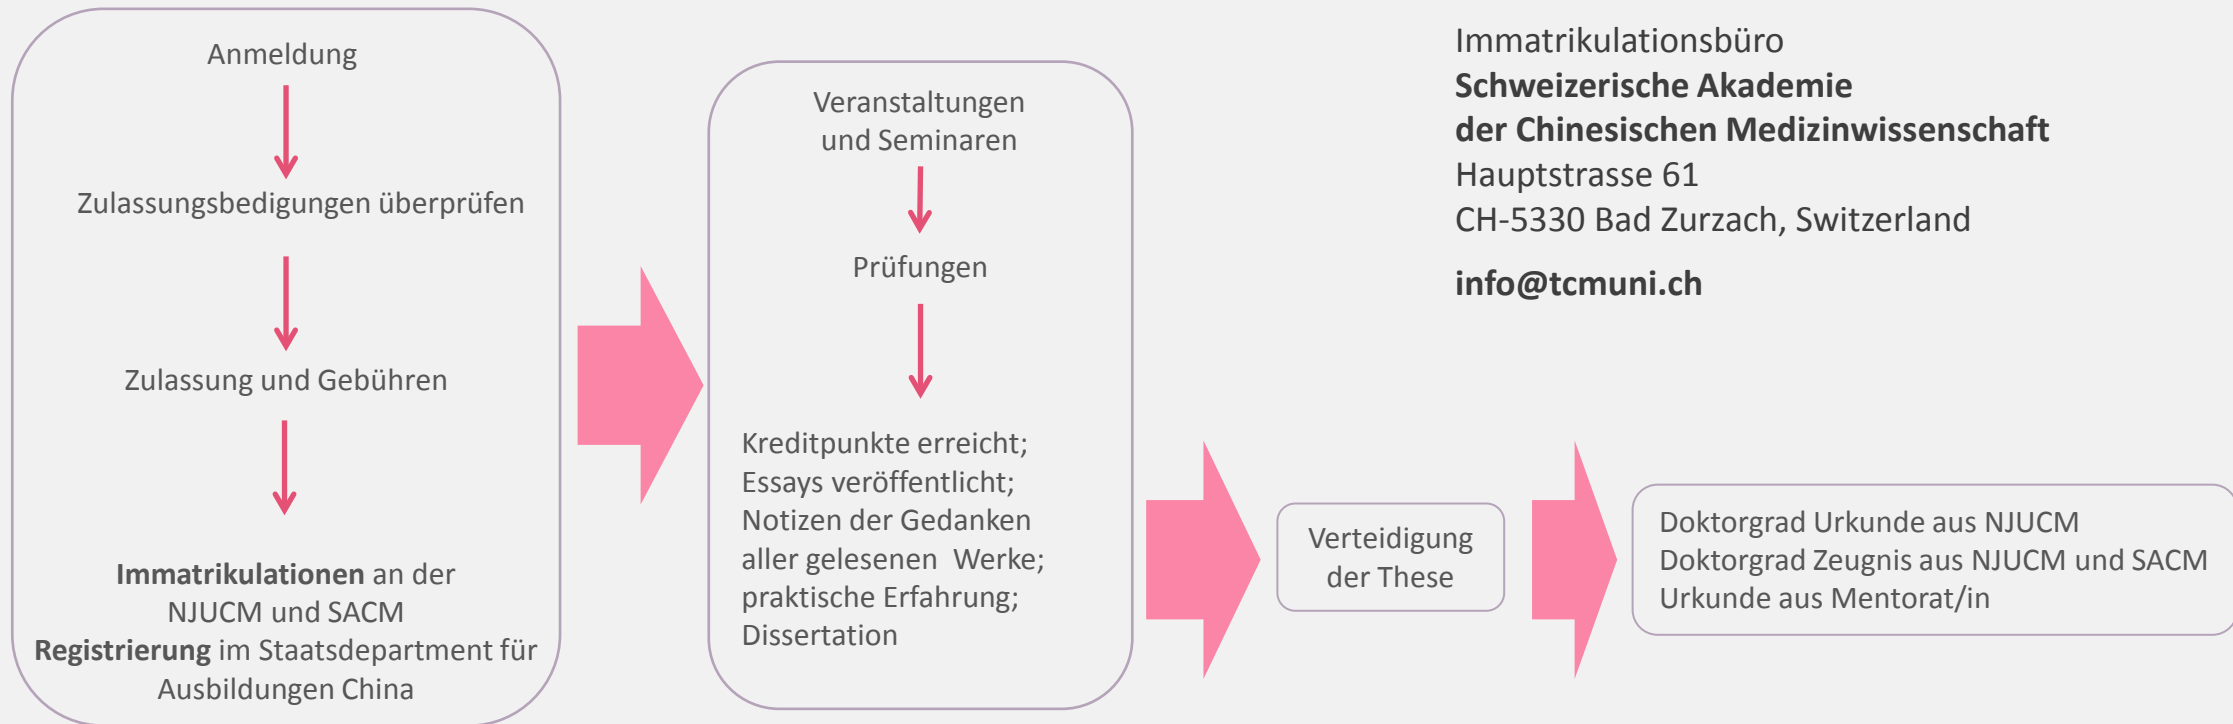 Anmeldung
Zulassungsbedigungen überprüfen
Zulassung und Gebühren
Immatrikulationen an der
NJUCM und SACM
Registrierung im Staatsdepartment für
Ausbildungen China
Veranstaltungen
und Seminaren
Prüfungen
Kreditpunkte erreicht;
Essays veröffentlicht;
Notizen der Gedanken
aller gelesenen Werke;
praktische Erfahrung;
Dissertation
Verteidigung
der These
Doktorgrad Urkunde aus NJUCM
Doktorgrad Zeugnis aus NJUCM und SACM
Urkunde aus Mentorat/in
Immatrikulationsbüro
Schweizerische Akademie
der Chinesischen Medizinwissenschaft
Hauptstrasse 61
CH-5330 Bad Zurzach, Switzerland
info@tcmuni.ch